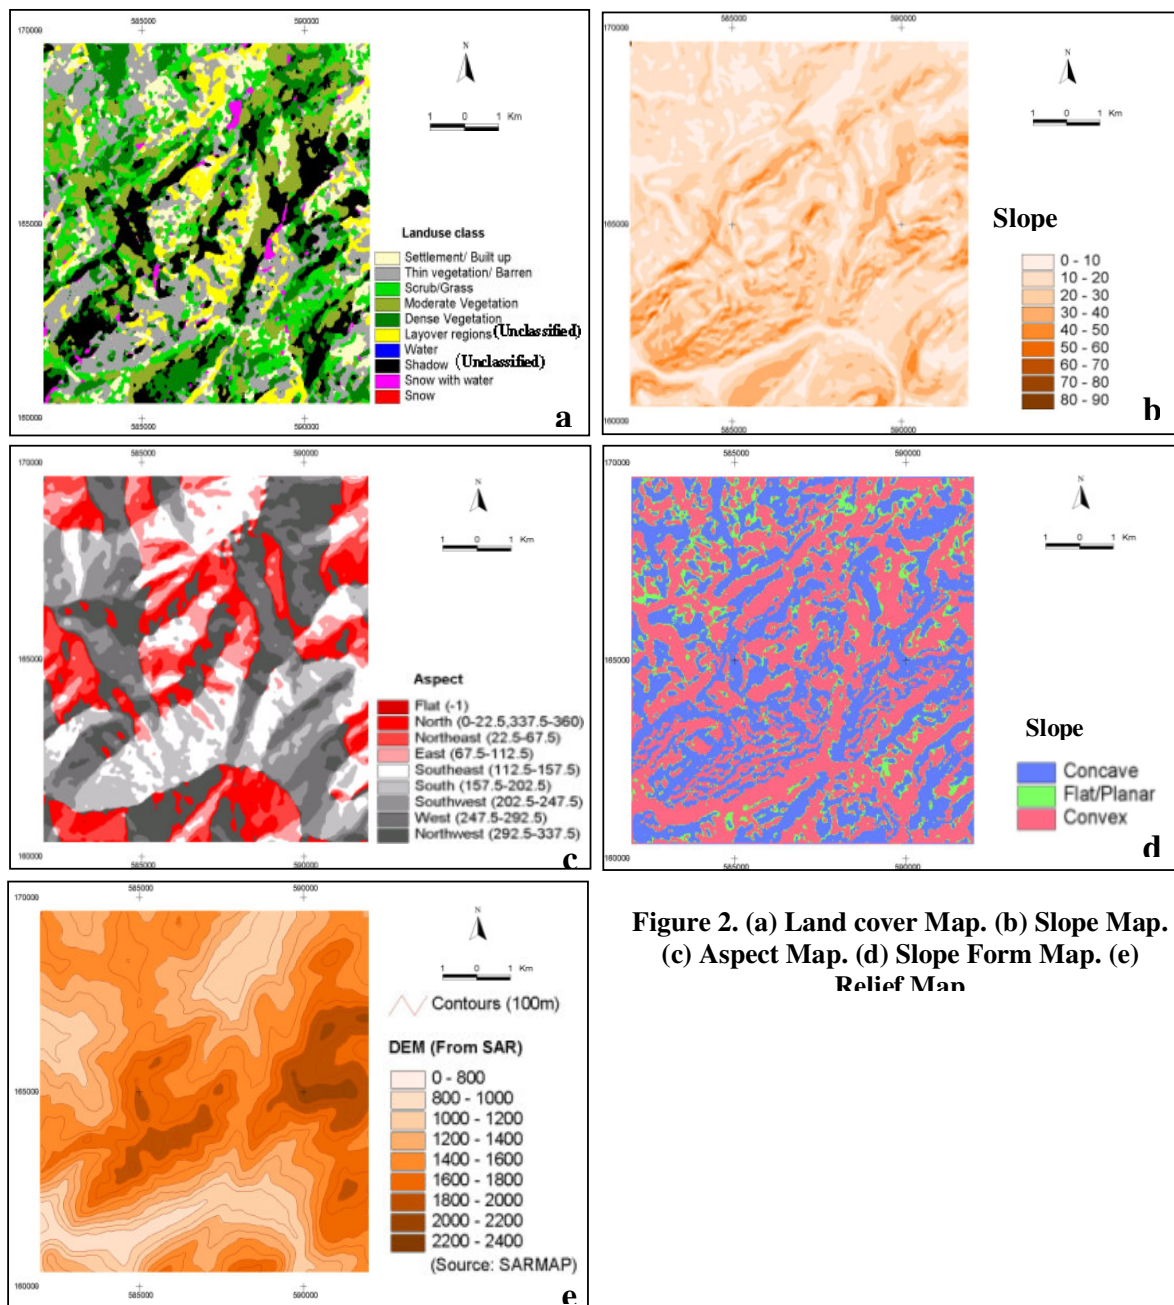 585000 590000
170000
N
1 0 1 Km
165000
Landuse class
Settlement/ Built up
Thin vegetation/ Barren
Scrub/Grass
Moderate Vegetation
Dense Vegetation
Layover regions (Unclassified)
Water
Shadow (Unclassified)
Snow with water
Snow
160000
585000 590000
a
585000 590000
170000
N
1 0 1 Km
165000
Slope
0 - 10
10 - 20
20 - 30
30 - 40
40 - 50
50 - 60
60 - 70
70 - 80
80 - 90
160000
585000 590000
b
585000 590000
170000
N
1 0 1 Km
165000
Aspect
Flat (-1)
North (0-22.5,337.5-360)
Northeast (22.5-67.5)
East (67.5-112.5)
Southeast (112.5-157.5)
South (157.5-202.5)
Southwest (202.5-247.5)
West (247.5-292.5)
Northwest (292.5-337.5)
160000
585000 590000
c
585000 590000
170000
N
1 0 1 Km
165000
Slope
Concave
Flat/Planar
Convex
160000
585000 590000
d
585000 590000
170000
N
1 0 1 Km
Contours (100m)
DEM (From SAR)
165000
0 - 800
800 - 1000
1000 - 1200
1200 - 1400
1400 - 1600
1600 - 1800
1800 - 2000
2000 - 2200
2200 - 2400
(Source: SARMAP)
160000
585000 590000
e
Figure 2. (a) Land cover Map. (b) Slope Map.
(c) Aspect Map. (d) Slope Form Map. (e)
Relief Map